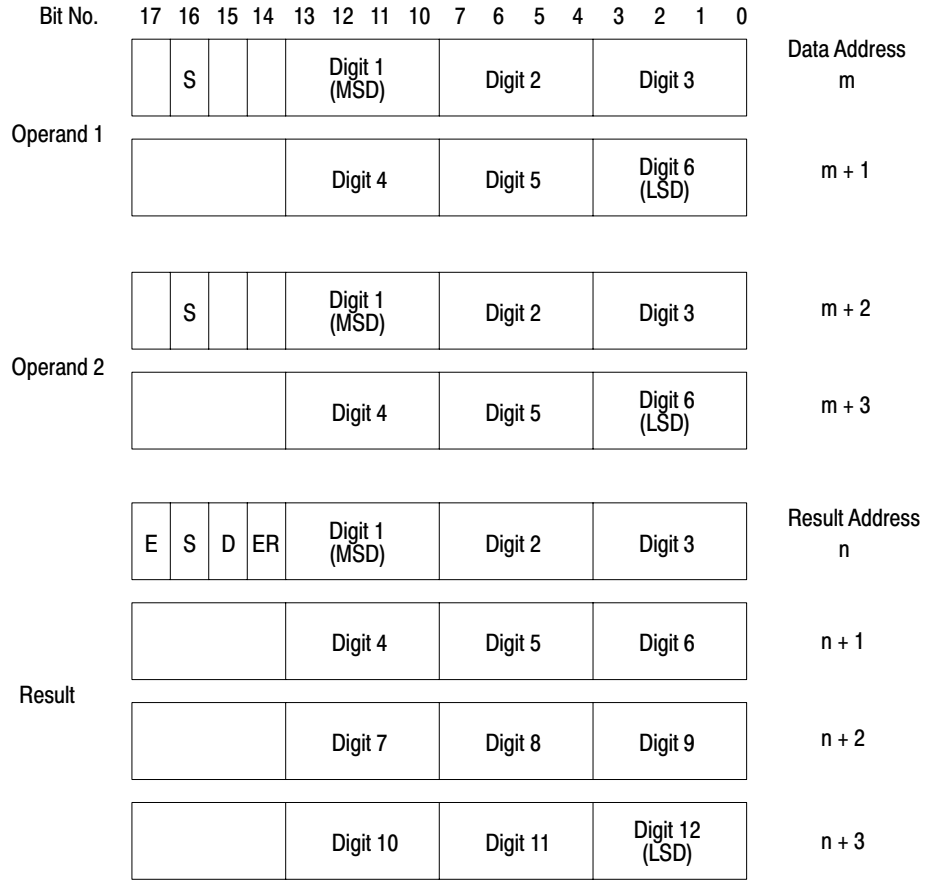 Bit No. 17 16 15 14 13 12 11 10 7 6 5 4 3 2 1 0
Data Address
m
S
Digit 1
(MSD)
Digit 2
Digit 3
Operand 1
Digit 4
Digit 5
Digit 6
(LSD)
m + 1
S
Digit 1
(MSD)
Digit 2
Digit 3
m + 2
Operand 2
Digit 4
Digit 5
Digit 6
(LSD)
m + 3
Result Address
n
E S D ER
Digit 1
(MSD)
Digit 2
Digit 3
Digit 4
Digit 5
Digit 6
n + 1
Result
Digit 7
Digit 8
Digit 9
n + 2
Digit 10
Digit 11
Digit 12
(LSD)
n + 3